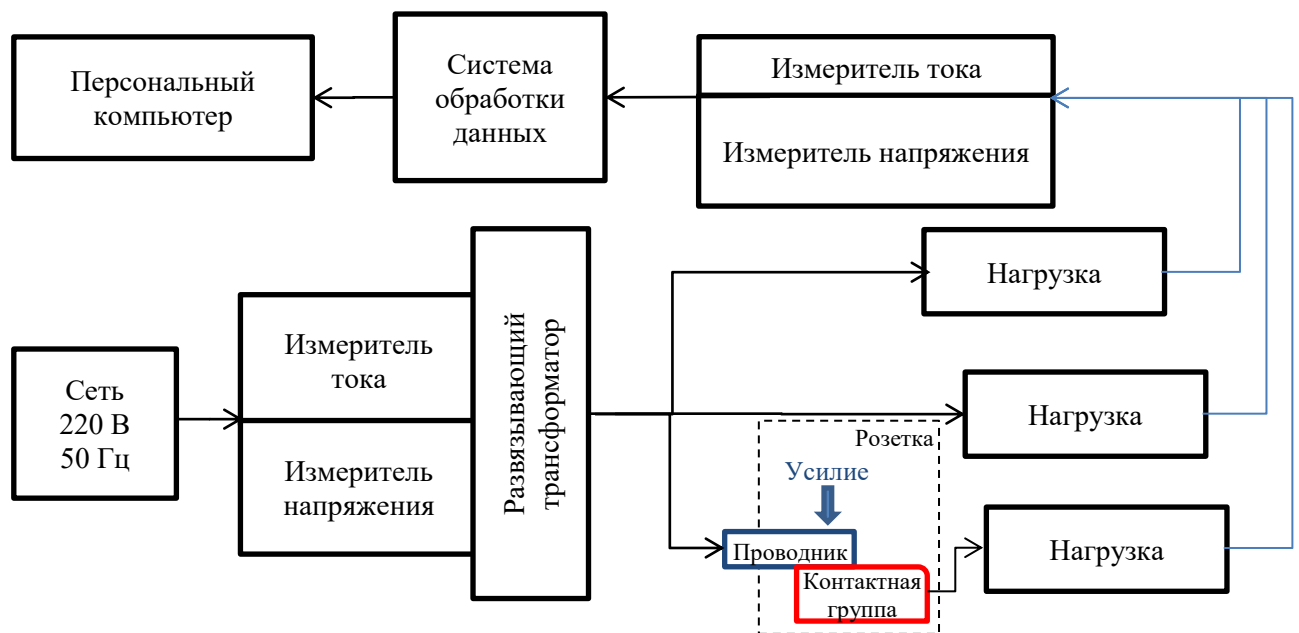 Персональный
компьютер
Система
обработки
данных
Измеритель тока
Измеритель напряжения
Нагрузка
Сеть
220 В
50 Гц
Измеритель
тока
Измеритель
напряжения
Развязывающий
трансформатор
Нагрузка
Розетка
Усилие
Проводник
Контактная
группа
Нагрузка